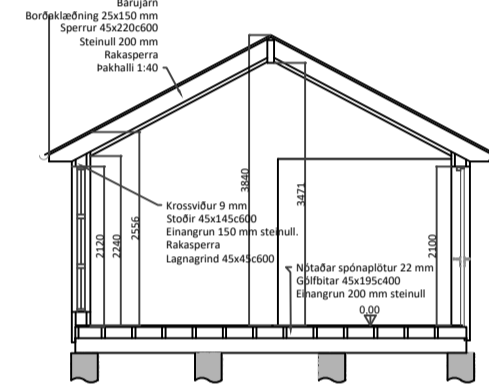 Bárujárn
Borðaklæðning 25x150 mm
Sperrur 45x220c600
Steinull 200 mm
Rakasperra
Þakhalli 1:40
Krossviður 9 mm
Stoðir 45x145c600
Einangrun 150 mm steinull.
Rakasperra
Lagnagrind 45x45c600
Nótaðar spónaplötur 22 mm
Gólfbitar 45x195c400
Einangrun 200 mm steinull
0,00
2120
2240
2556
3840
3471
2100